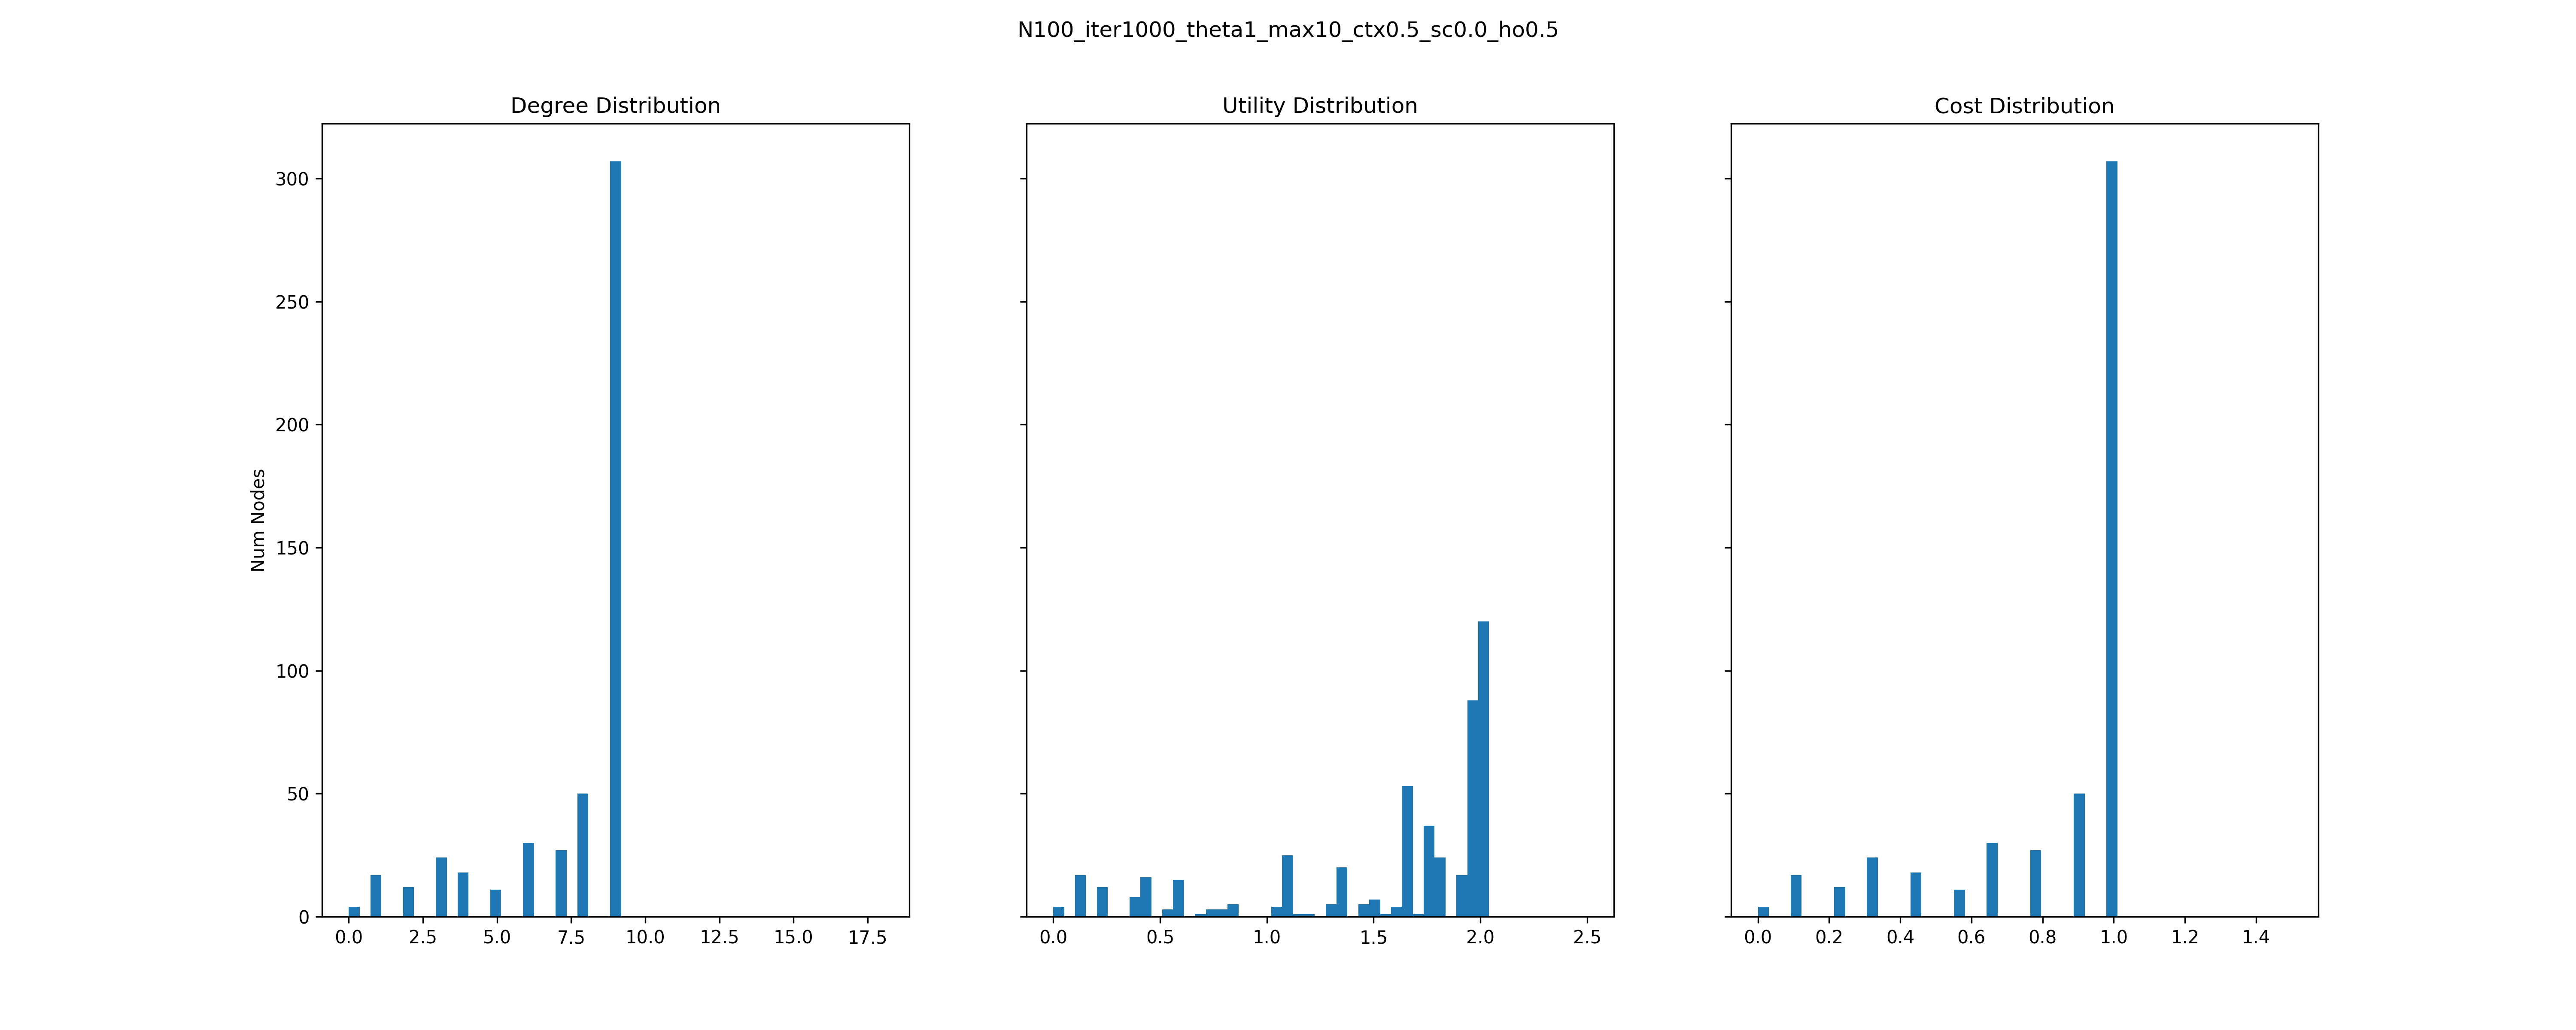 N100_iter1000_theta1_max10_ctx0.5_sc0.0_ho0.5
Degree Distribution
Num Nodes
300
250
200
150
100
50
0
0.0 2.5 5.0 7.5 10.0 12.5 15.0 17.5
Utility Distribution
0.0 0.5 1.0 1.5 2.0 2.5
Cost Distribution
0.0 0.2 0.4 0.6 0.8 1.0 1.2 1.4